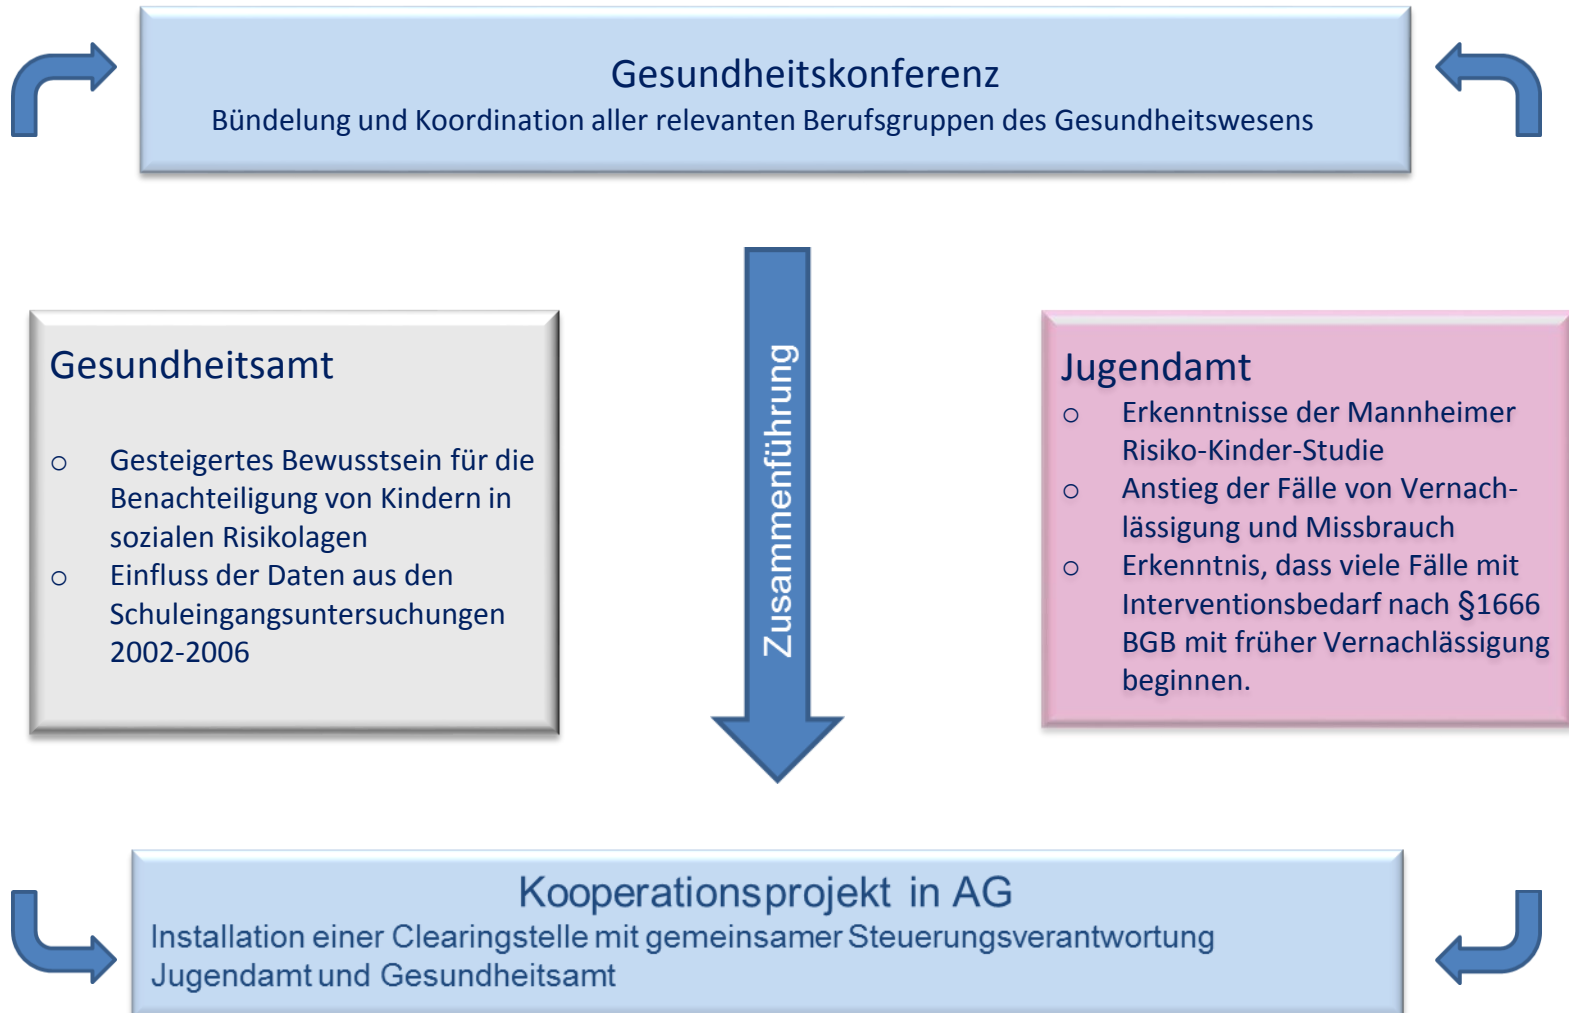 Gesundheitskonferenz
Bündelung und Koordination aller relevanten Berufsgruppen des Gesundheitswesens
Gesundheitsamt
o Gesteigertes Bewusstsein für die
Benachteiligung von Kindern in
sozialen Risikolagen
o Einfluss der Daten aus den
Schuleingangsuntersuchungen
2002-2006
Zusammenführung
Jugendamt
o Erkenntnisse der Mannheimer
Risiko-Kinder-Studie
o Anstieg der Fälle von Vernach-
lässigung und Missbrauch
o Erkenntnis, dass viele Fälle mit
Interventionsbedarf nach §1666
BGB mit früher Vernachlässigung
beginnen.
Kooperationsprojekt in AG
Installation einer Clearingstelle mit gemeinsamer Steuerungsverantwortung
Jugendamt und Gesundheitsamt